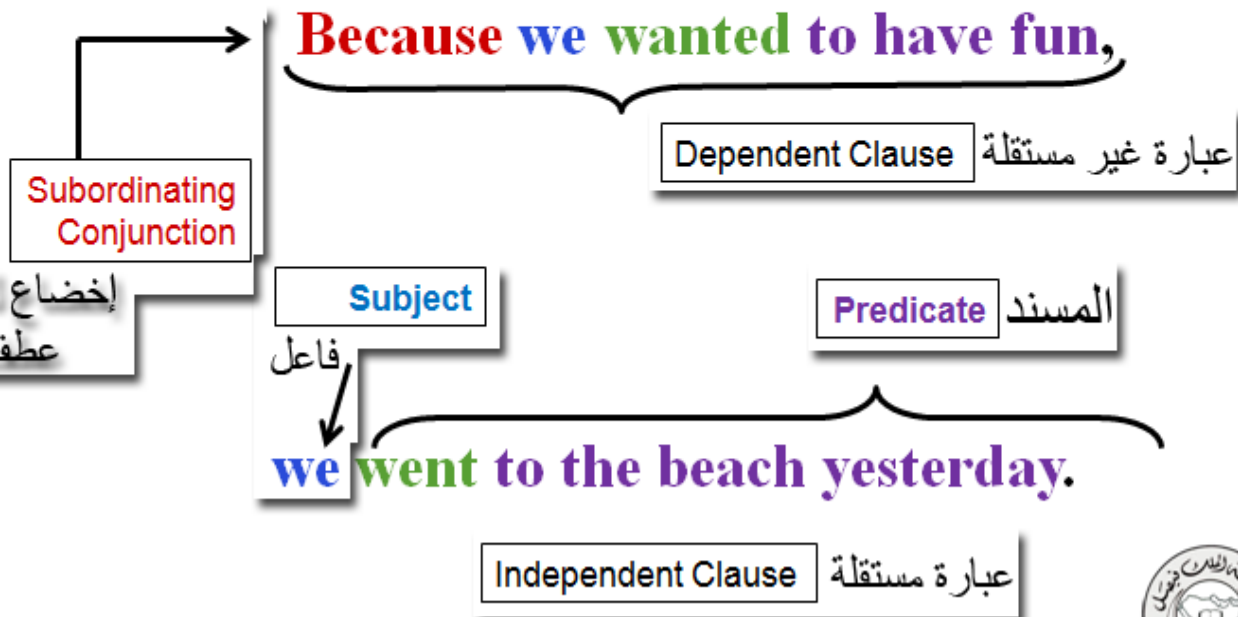 Because we wanted to have fun,
Dependent Clause عبارة غير مستقلة
Subordinating
Conjunction
إخضاع
عطف
Subject
فاعل
Predicate المسند
we went to the beach yesterday.
Independent Clause عبارة مستقلة